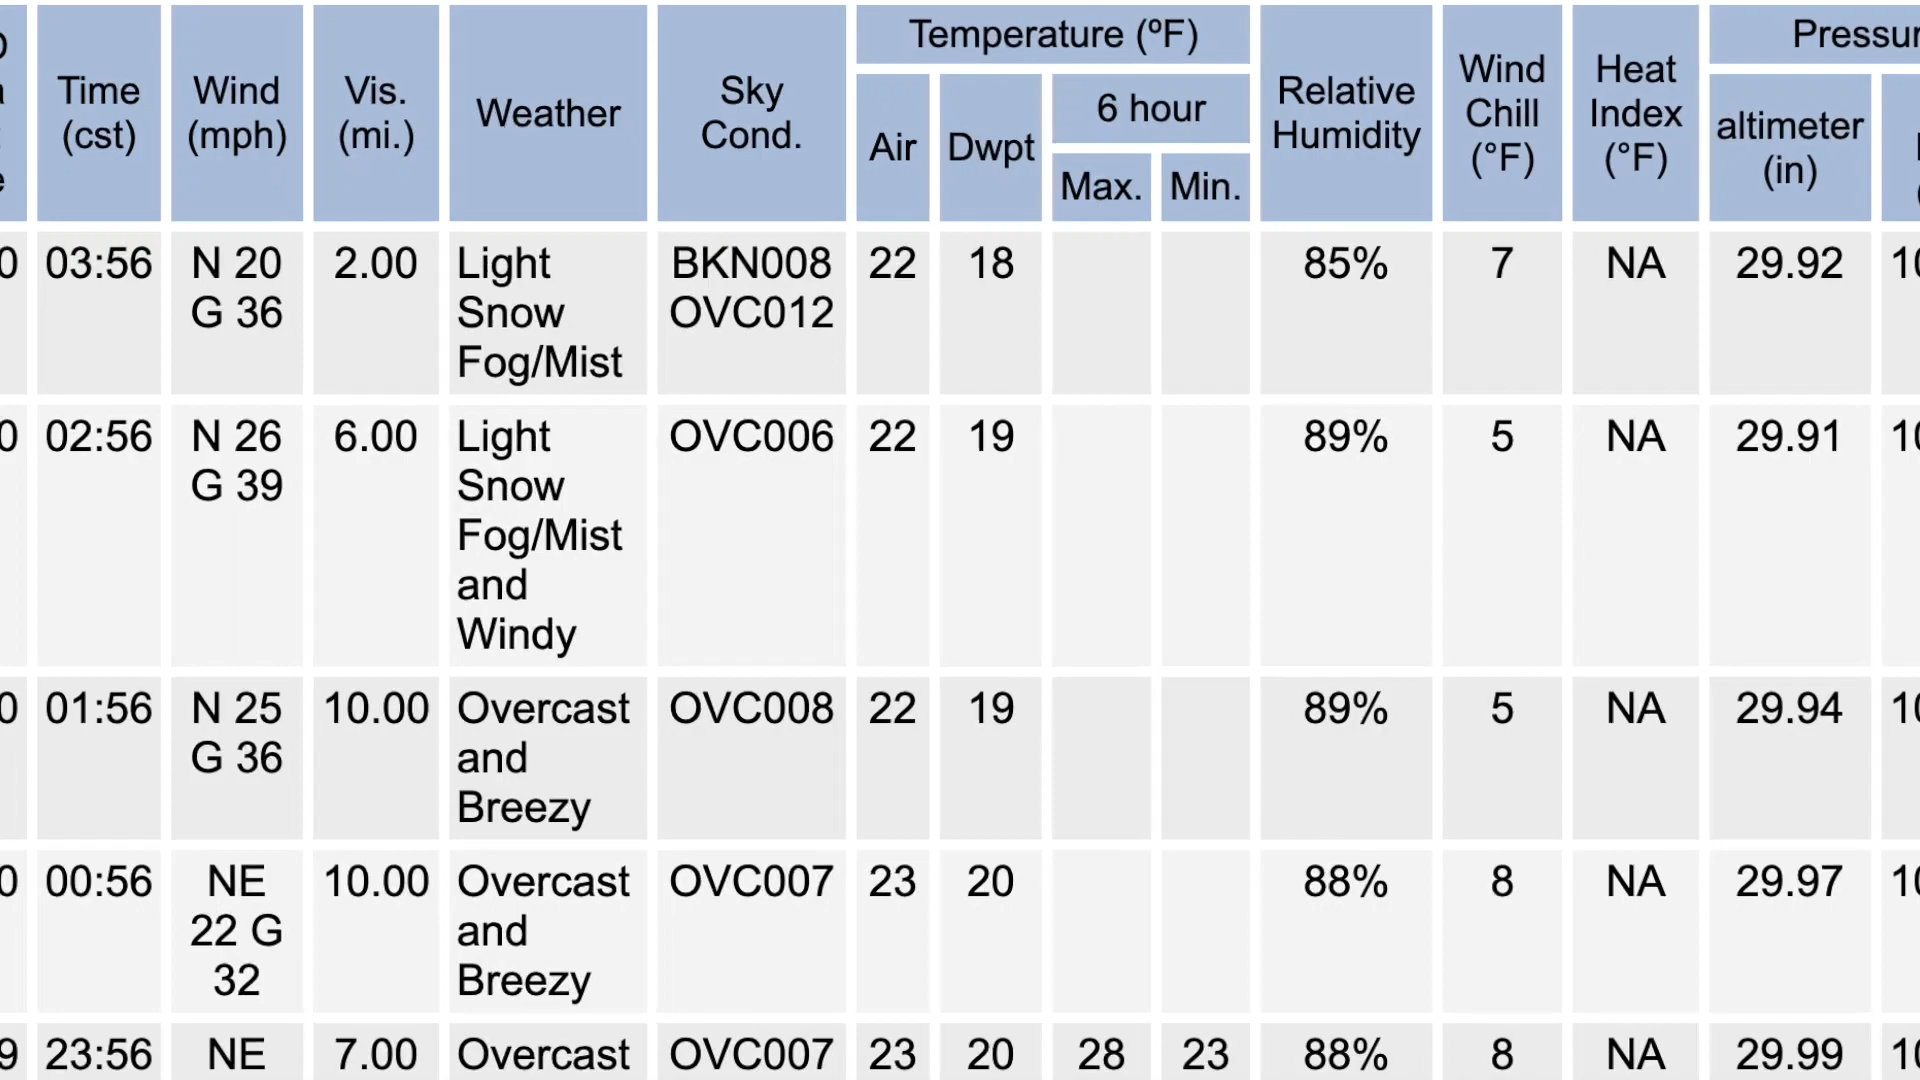 Temperature (ºF)
Time
(cst)
Wind
(mph)
Vis.
(mi.)
Weather
Sky
Cond.
Air
Dwpt
6 hour
Max.
Min.
Relative
Humidity
Wind
Chill
(°F)
Heat
Index
(°F)
altimeter
(in)
03:56 N 20 2.00 Light BKN008 22 18 85% 7 NA 29.92
G 36 Snow OVC012
Fog/Mist
02:56 N 26 6.00 Light OVC006 22 19 89% 5 NA 29.91
G 39 Snow
Fog/Mist
and
Windy
01:56 N 25 10.00 Overcast OVC008 22 19 89% 5 NA 29.94
G 36 and
Breezy
00:56 NE 10.00 Overcast OVC007 23 20 88% 8 NA 29.97
22 G and
32 Breezy
23:56 NE 7.00 Overcast OVC007 23 20 28 23 88% 8 NA 29.99